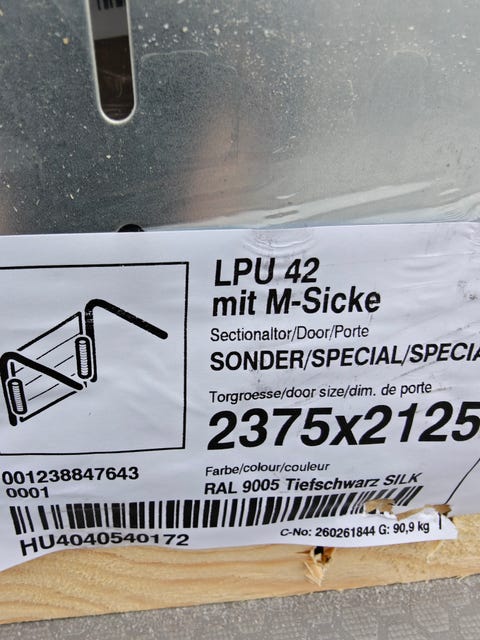 LPU 42
mit M-Sicke
Sectionaltor/Door/Porte
SONDER/SPECIAL/SPECIA
Torgroesse/door size/dim. de porte
2375x2125
001238847643
0001
Farbe/colour/couleur
RAL 9005 Tiefschwarz SILK
HU4040540172
C-No: 260261844 G: 90,9 kg